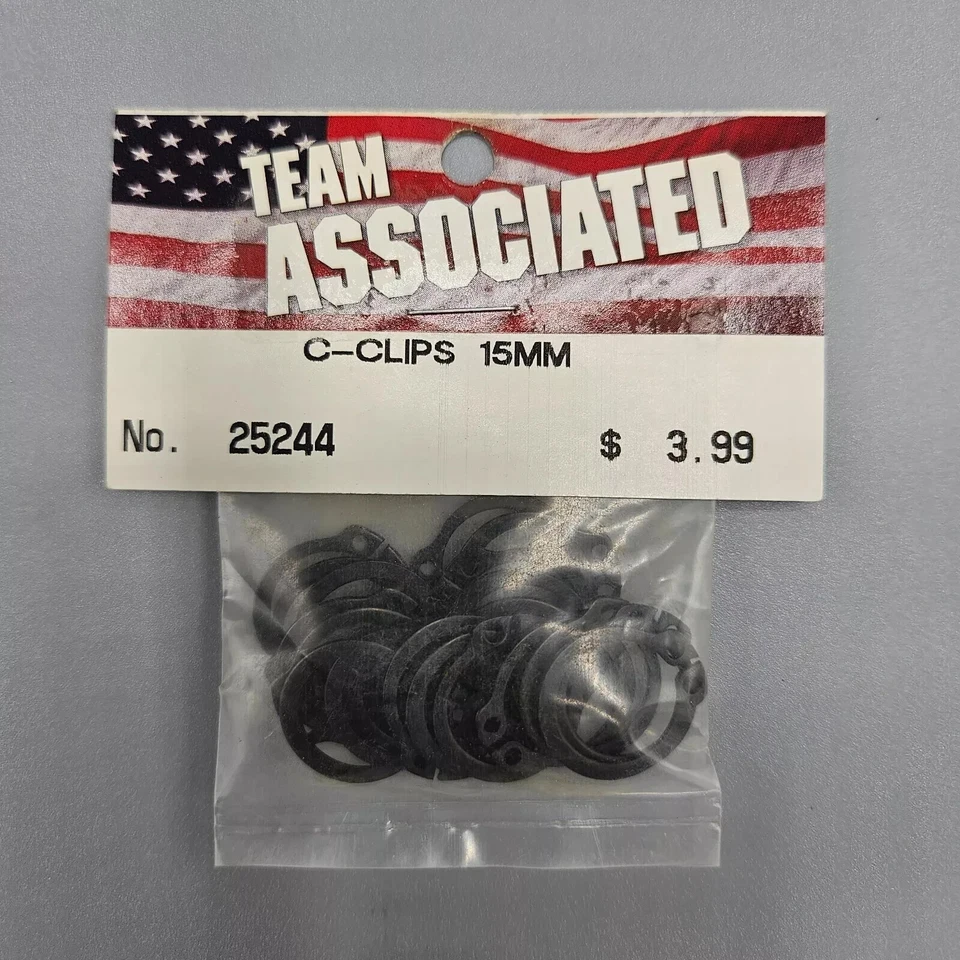 TEAM
ASSOCIATED
C-CLIPS 15MM
No. 25244 $ 3.99